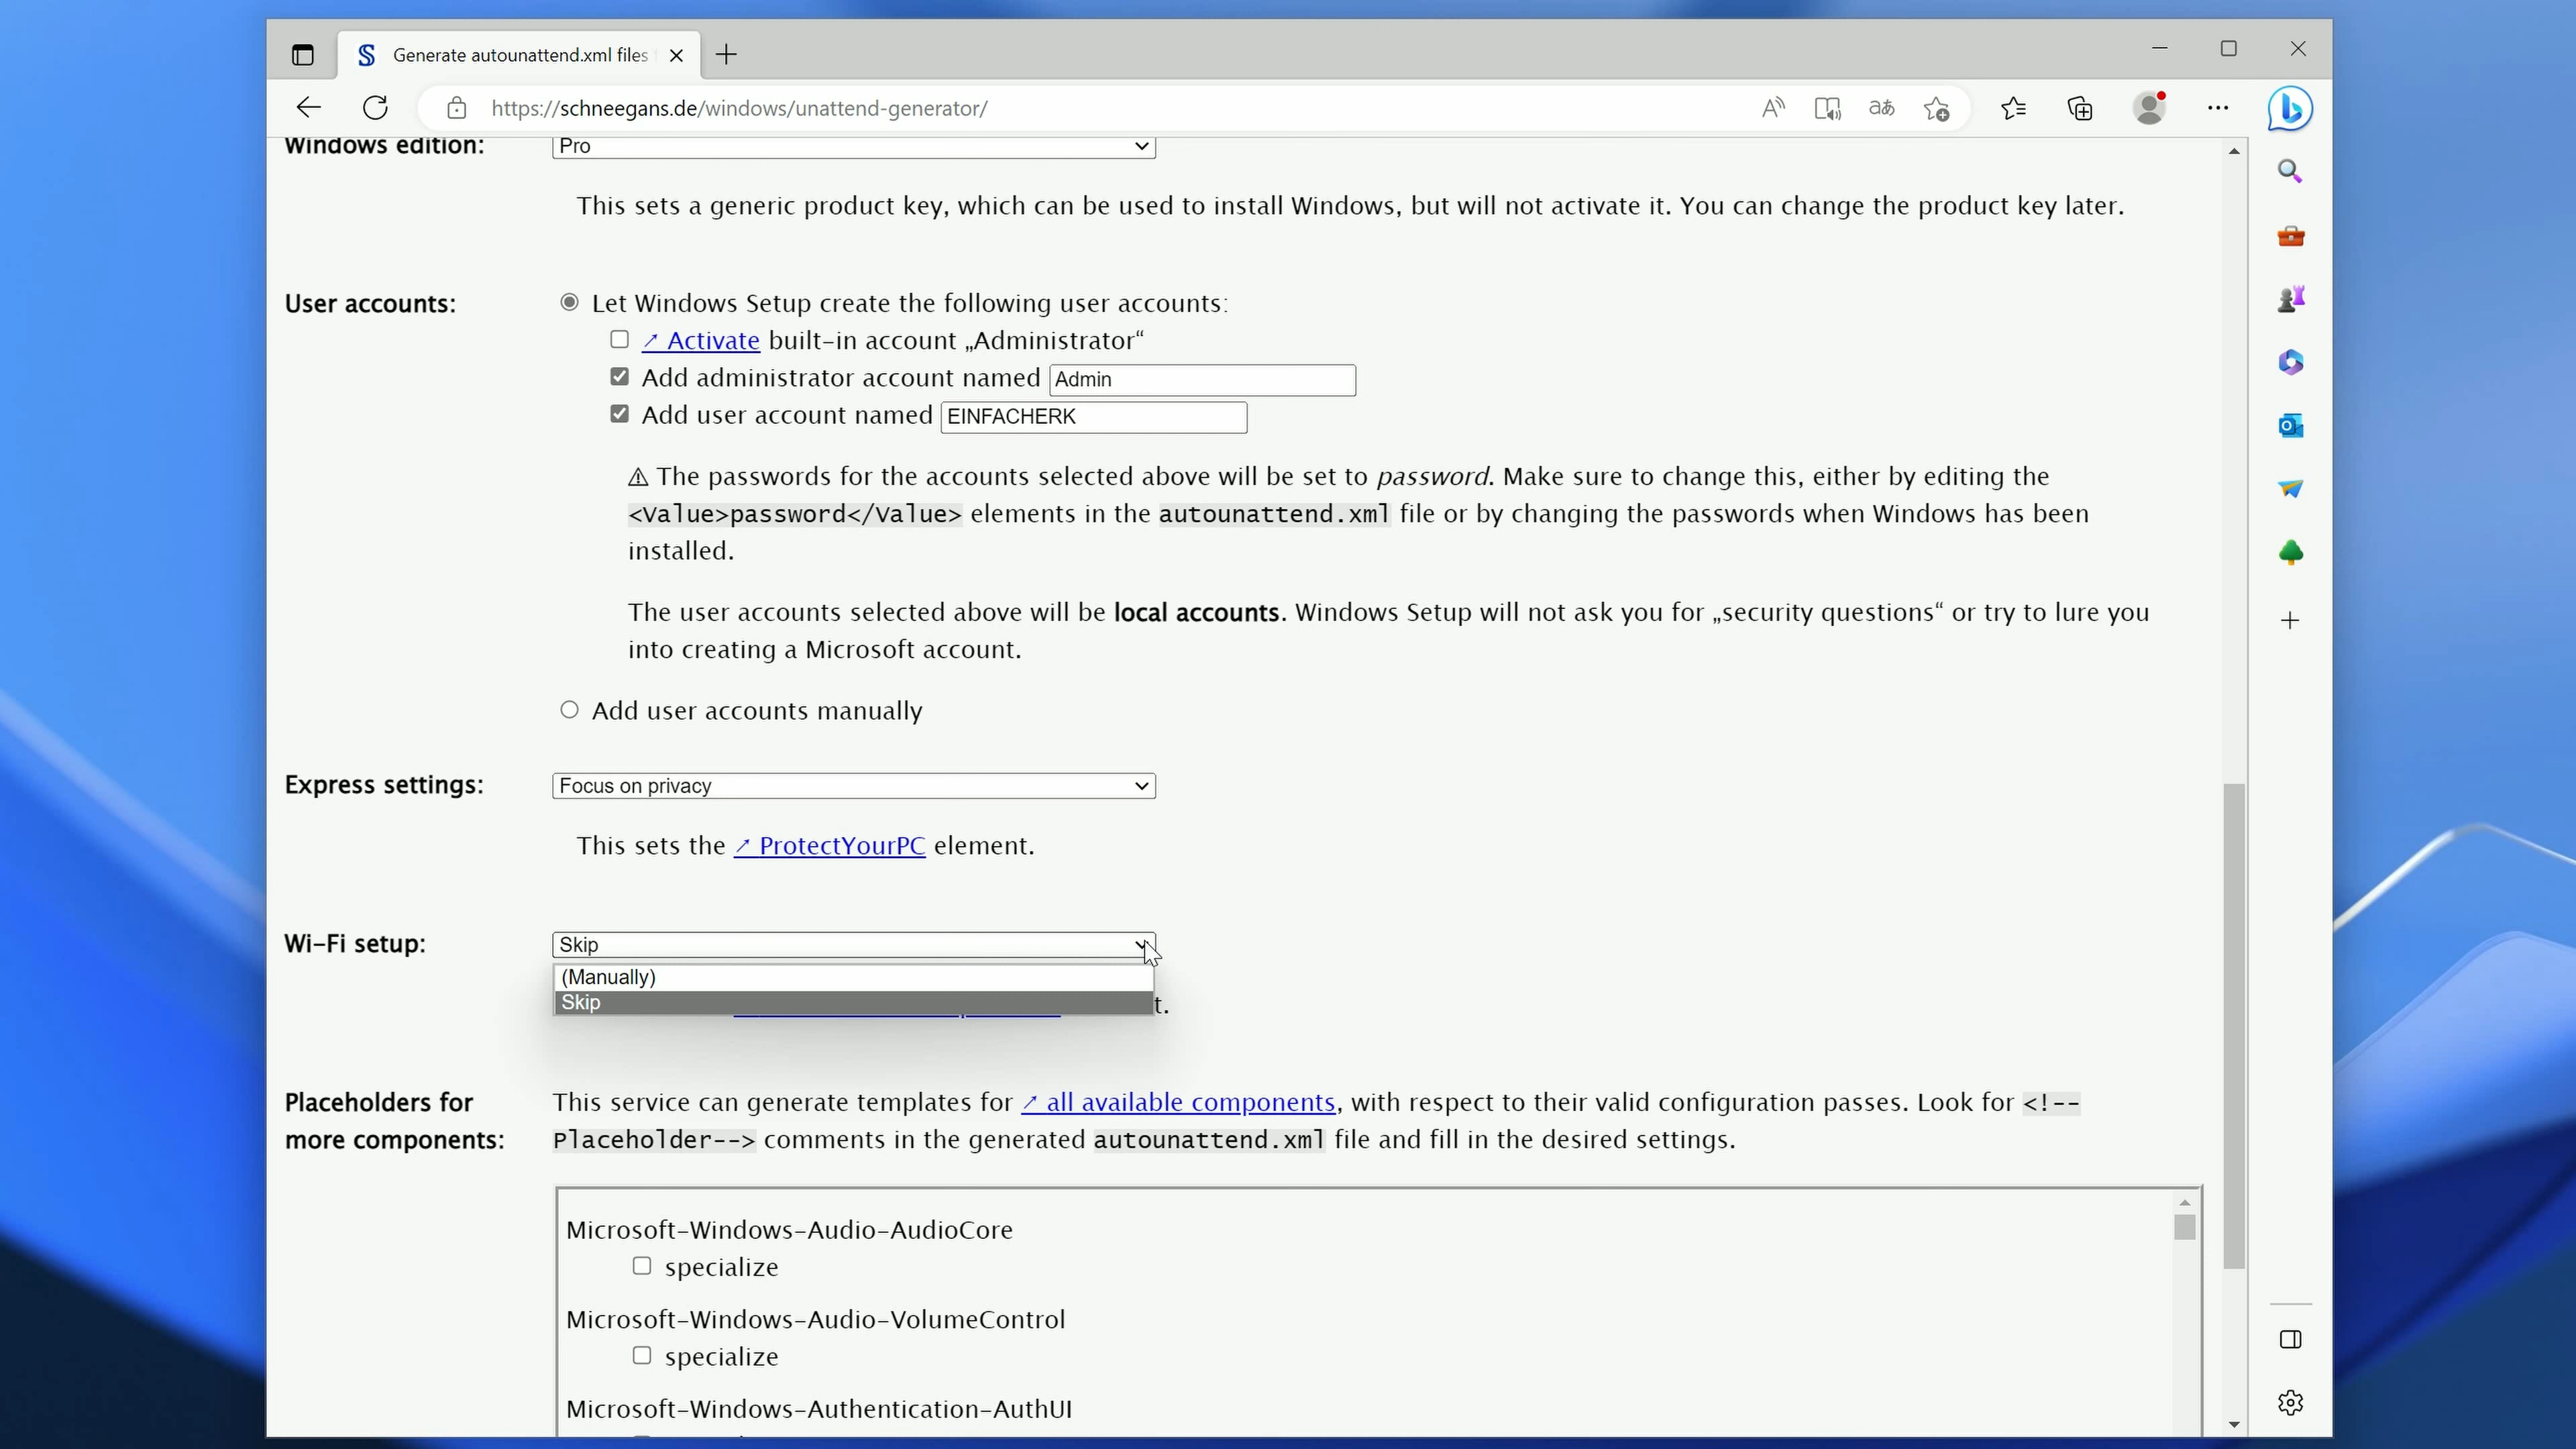 Generate autounattend.xml files
https://schneegans.de/windows/unattend-generator/
Windows edition: Pro
This sets a generic product key, which can be used to install Windows, but will not activate it. You can change the product key later.
User accounts: Let Windows Setup create the following user accounts:
↗ Activate built-in account „Administrator“
Add administrator account named Admin
Add user account named EINFACHERK
⚠ The passwords for the accounts selected above will be set to password. Make sure to change this, either by editing the
<Value>password</Value> elements in the autounattend.xml file or by changing the passwords when Windows has been
installed.
The user accounts selected above will be local accounts. Windows Setup will not ask you for „security questions“ or try to lure you
into creating a Microsoft account.
Add user accounts manually
Express settings: Focus on privacy
This sets the ↗ ProtectYourPC element.
Wi-Fi setup: Skip
(Manually)
Skip
t.
Placeholders for
more components:
This service can generate templates for ↗ all available components, with respect to their valid configuration passes. Look for <!--
Placeholder--> comments in the generated autounattend.xml file and fill in the desired settings.
Microsoft-Windows-Audio-AudioCore
specialize
Microsoft-Windows-Audio-VolumeControl
specialize
Microsoft-Windows-Authentication-AuthUI